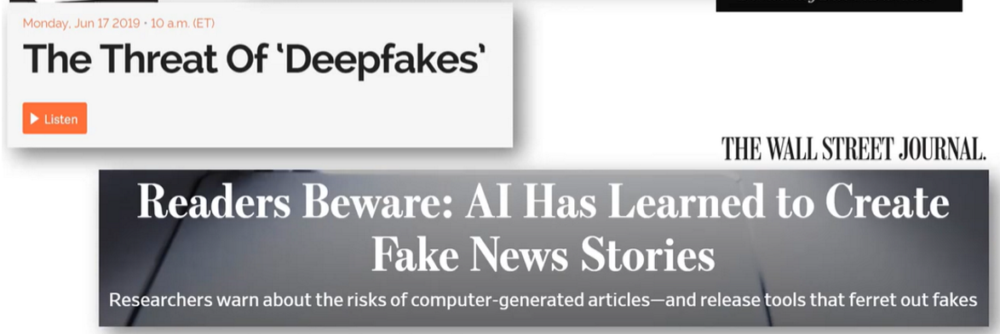 Monday, Jun 17 2019 • 10 a.m. (ET)
The Threat Of ‘Deepfakes’
Listen
THE WALL STREET JOURNAL.
Readers Beware: AI Has Learned to Create
Fake News Stories
Researchers warn about the risks of computer-generated articles—and release tools that ferret out fakes